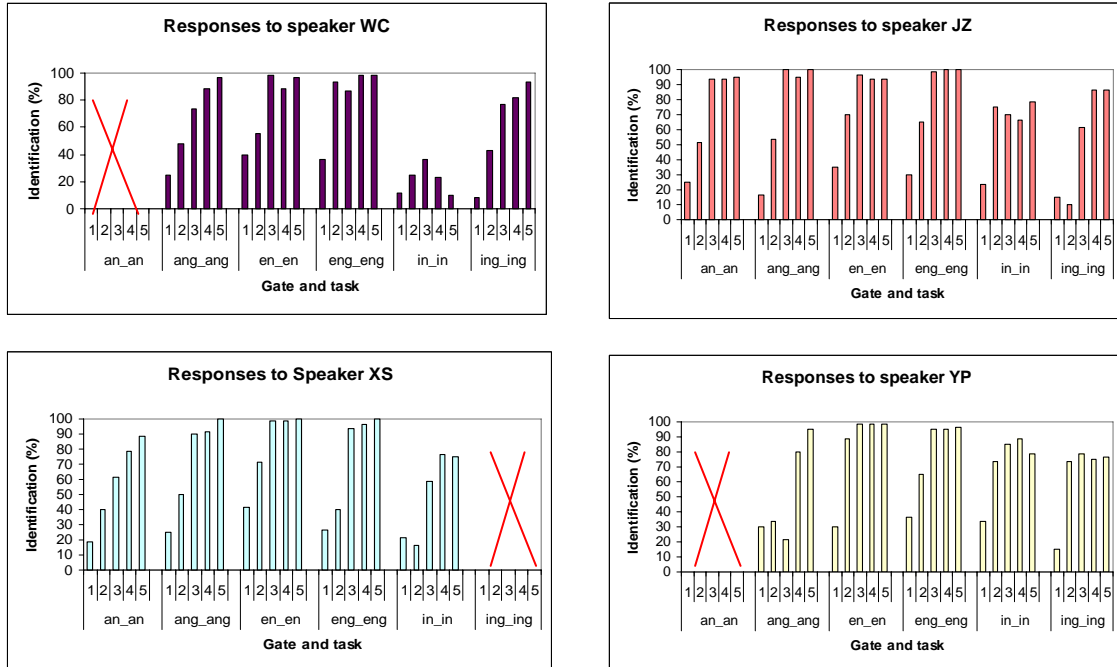 Responses to speaker WC
Identification (%)
100
80
60
40
20
0
1 2 3 4 5 1 2 3 4 5 1 2 3 4 5 1 2 3 4 5 1 2 3 4 5 1 2 3 4 5
an_an ang_ang en_en eng_eng in_in ing_ing
Gate and task
Responses to speaker JZ
Identification (%)
100
90
80
70
60
50
40
30
20
10
0
1 2 3 4 5 1 2 3 4 5 1 2 3 4 5 1 2 3 4 5 1 2 3 4 5 1 2 3 4 5
an_an ang_ang en_en eng_eng in_in ing_ing
Gate and task
Responses to Speaker XS
Identification (%)
100
90
80
70
60
50
40
30
20
10
0
1 2 3 4 5 1 2 3 4 5 1 2 3 4 5 1 2 3 4 5 1 2 3 4 5 1 2 3 4 5
an_an ang_ang en_en eng_eng in_in ing_ing
Gate and task
Responses to speaker YP
Identification (%)
100
90
80
70
60
50
40
30
20
10
0
1 2 3 4 5 1 2 3 4 5 1 2 3 4 5 1 2 3 4 5 1 2 3 4 5 1 2 3 4 5
an_an ang_ang en_en eng_eng in_in ing_ing
Gate and task